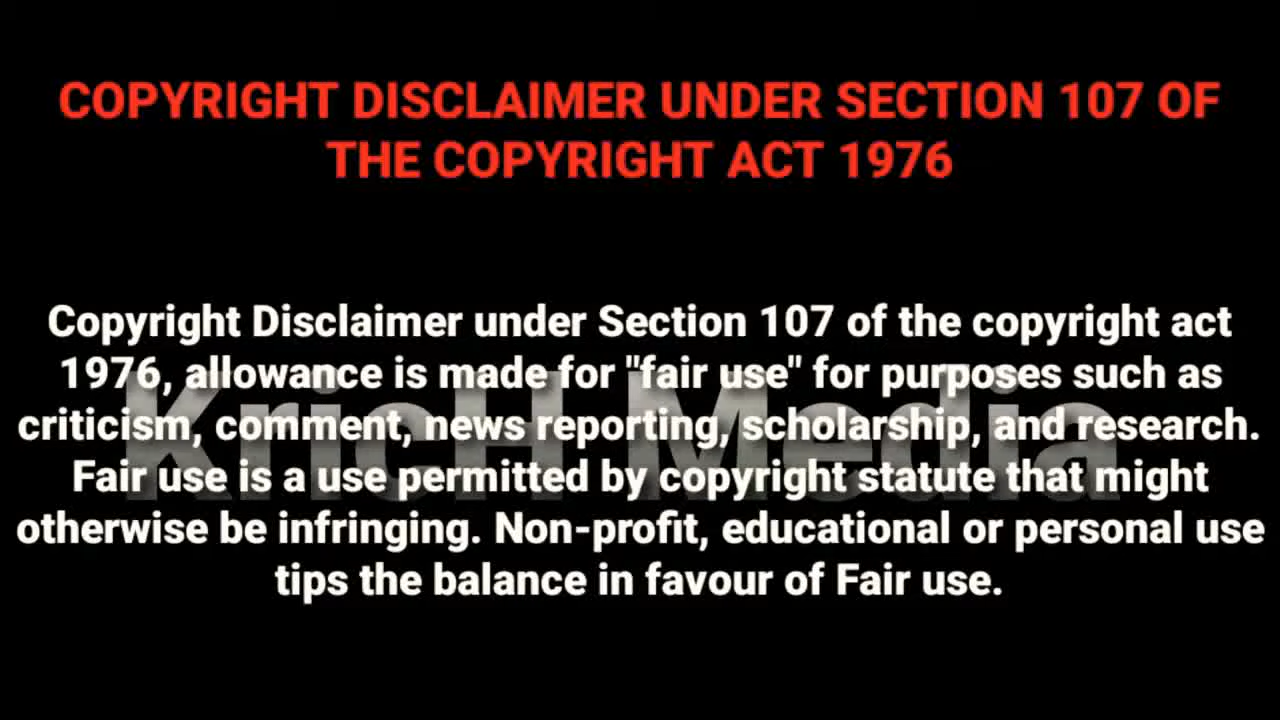 COPYRIGHT DISCLAIMER UNDER SECTION 107 OF
THE COPYRIGHT ACT 1976
Copyright Disclaimer under Section 107 of the copyright act
1976, allowance is made for "fair use" for purposes such as
criticism, comment, news reporting, scholarship, and research.
Fair use is a use permitted by copyright statute that might
otherwise be infringing. Non-profit, educational or personal use
tips the balance in favour of Fair use.
KricH Media